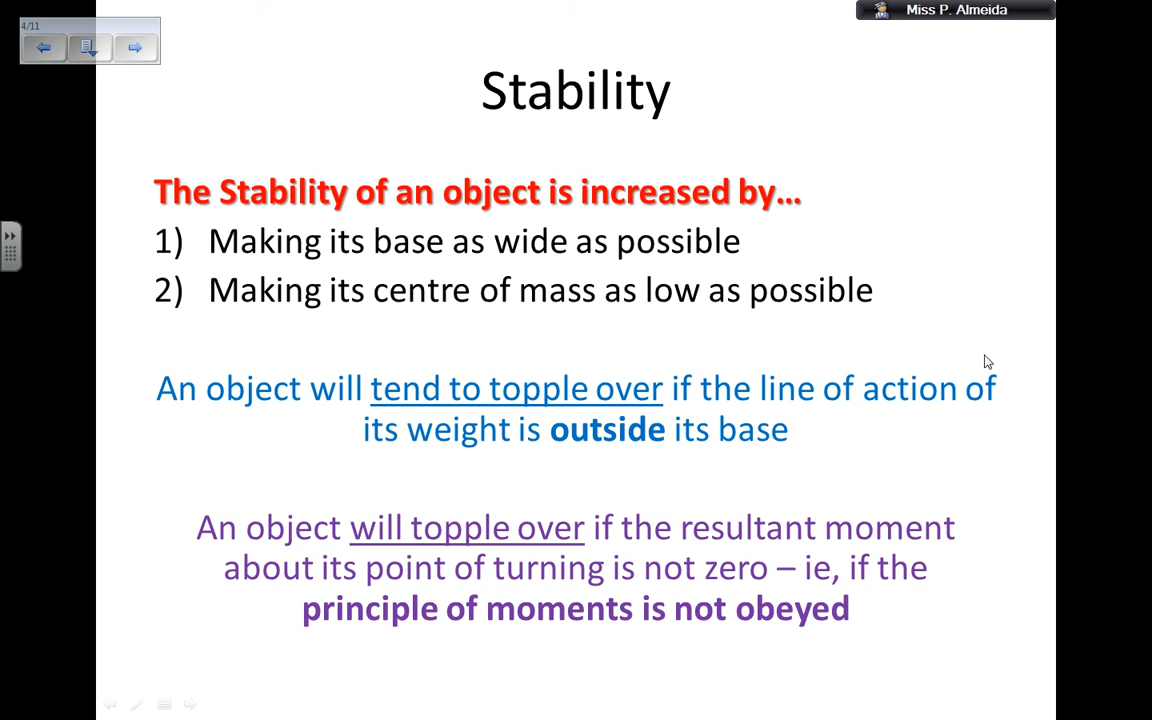 4/11
Miss P. Almeida
Stability
The Stability of an object is increased by...
1) Making its base as wide as possible
2) Making its centre of mass as low as possible
An object will tend to topple over if the line of action of
its weight is outside its base
An object will topple over if the resultant moment
about its point of turning is not zero – ie, if the
principle of moments is not obeyed